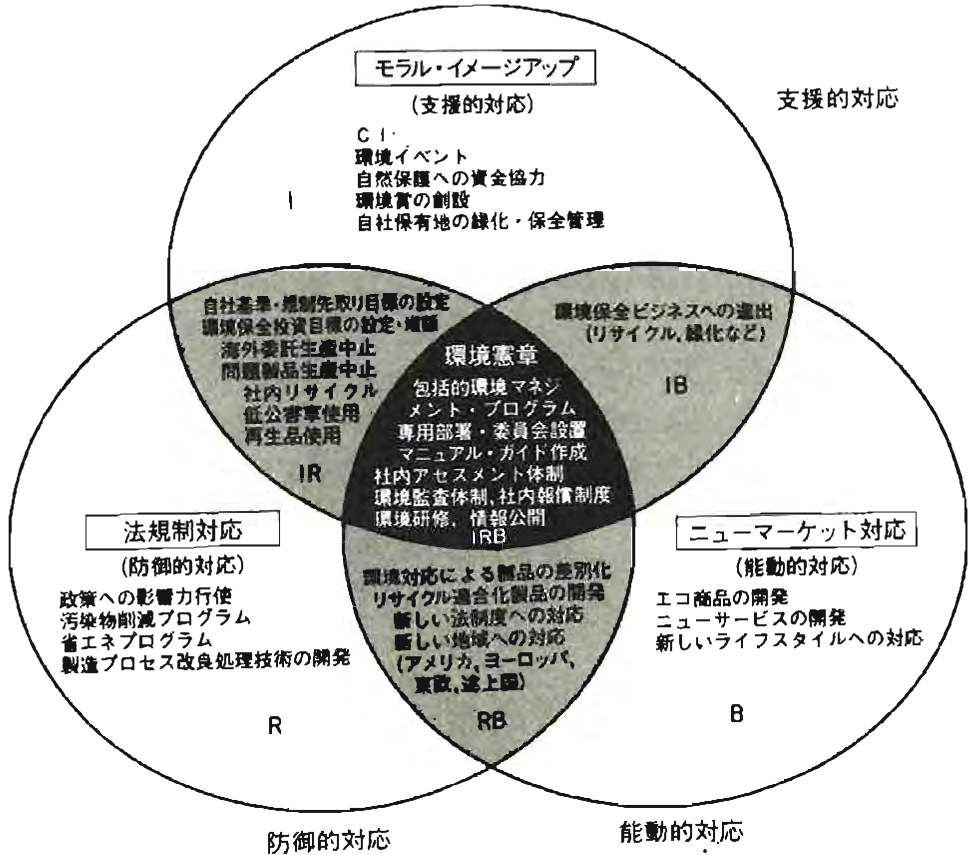 モラル・イメージアップ
(支援的対応)
支援的対応
CI
環境イベント
自然保護への資金協力
環境賞の創設
自社保有地の緑化・保全管理
I
自社基準・規制先取り目標の設定
環境保全投資目標の設定・増額
海外委託生産中止
問題製品生産中止
社内リサイクル
低公害車使用
再生品使用
IR
環境保全ビジネスへの進出
(リサイクル,緑化など)
IB
環境憲章
包括的環境マネジ
メント・プログラム
専用部署・委員会設置
マニュアル・ガイド作成
社内アセスメント体制
環境監査体制,社内報償制度
環境研修,情報公開
IRB
法規制対応
(防御的対応)
政策への影響力行使
汚染物削減プログラム
省エネプログラム
製造プロセス改良処理技術の開発
R
環境対応による製品の差別化
リサイクル適合化製品の開発
新しい法制度への対応
新しい地域への対応
(アメリカ,ヨーロッパ,
東欧,途上国)
RB
ニューマーケット対応
(能動的対応)
エコ商品の開発
ニューサービスの開発
新しいライフスタイルへの対応
B
防御的対応
能動的対応